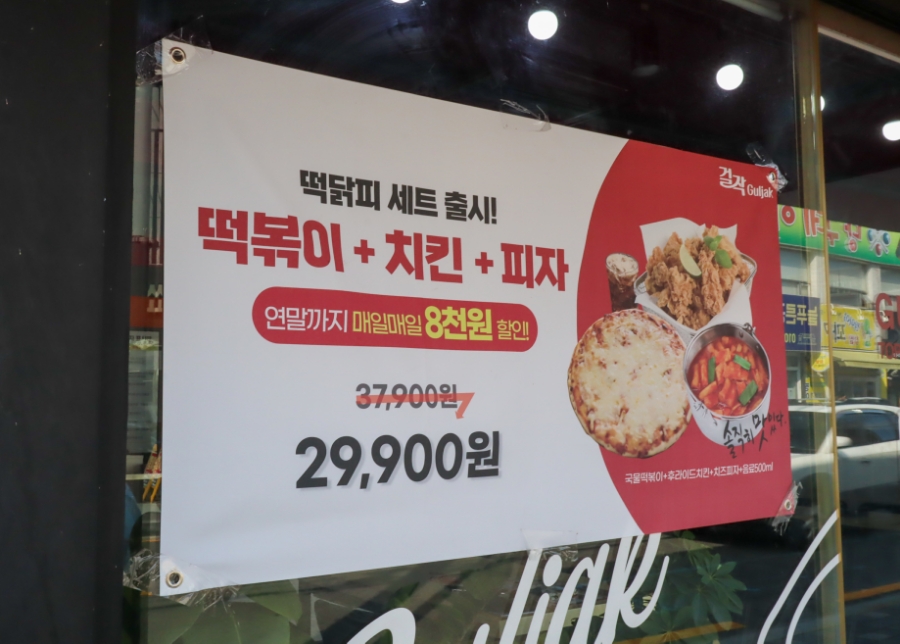 걸작 Guljak
떡닭피 세트 출시!
떡볶이 + 치킨 + 피자
연말까지 매일매일 8천원 할인!
37,900원
29,900원
솔직히 맛있다.
국물떡볶이+후라이드치킨+치즈피자+음료500ml